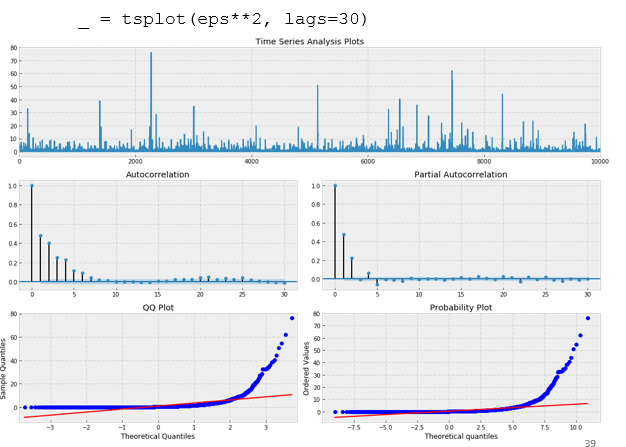 _ = tsplot(eps**2, lags=30)
Time Series Analysis Plots
80
70
60
50
40
30
20
10
0
0 2000 4000 6000 8000 10000
Autocorrelation
1.0
0.8
0.6
0.4
0.2
0.0
0 5 10 15 20 25 30
Partial Autocorrelation
1.0
0.8
0.6
0.4
0.2
0.0
0 5 10 15 20 25 30
QQ Plot
Sample Quantiles
80
60
40
20
0
−3 −2 −1 0 1 2 3
Theoretical Quantiles
Probability Plot
Ordered Values
80
70
60
50
40
30
20
10
0
−7.5 −5.0 −2.5 0.0 2.5 5.0 7.5 10.0
Theoretical quantiles
39